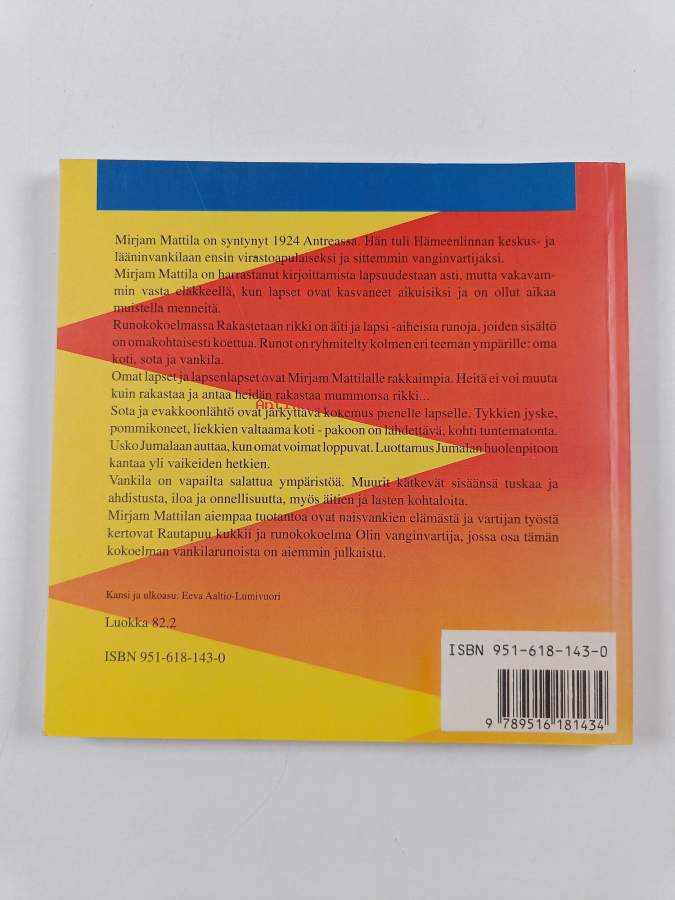 Mirjam Mattila on syntynyt 1924 Antreassa. Hän tuli Hämeenlinnan keskus- ja
lääninvankilaan ensin virastoapulaiseksi ja sittemmin vanginvartijaksi.
Mirjam Mattila on harrastanut kirjoittamista lapsuudestaan asti, mutta vakavam-
min vasta eläkkeellä, kun lapset ovat kasvaneet aikuisiksi ja on ollut aikaa
muistella menneitä.
Runokokoelmassa Rakastetaan rikki on äiti ja lapsi -aiheisia runoja, joiden sisältö
on omakohtaisesti koettua. Runot on ryhmitelty kolmen eri teeman ympärille: oma
koti, sota ja vankila.
Omat lapset ja lapsenlapset ovat Mirjam Mattilalle rakkaimpia. Heitä ei voi muuta
kuin rakastaa ja antaa heidän rakastaa mummonsa rikki...
Sota ja evakkoonlähtö ovat järkyttävä kokemus pienelle lapselle. Tykkien jyske,
pommikoneet, liekkien valtaama koti - pakoon on lähdettävä, kohti tuntematonta.
Usko Jumalaan auttaa, kun omat voimat loppuvat. Luottamus Jumalan huolenpitoon
kantaa yli vaikeiden hetkien.
Vankila on vapailta salattua ympäristöä. Muurit kätkevät sisäänsä tuskaa ja
ahdistusta, iloa ja onnellisuutta, myös äitien ja lasten kohtaloita.
Mirjam Mattilan aiempaa tuotantoa ovat naisvankien elämästä ja vartijan työstä
kertovat Rautapuu kukkii ja runokokoelma Olin vanginvartija, jossa osa tämän
kokoelman vankilarunoista on aiemmin julkaistu.
Kansi ja ulkoasu: Eeva Aaltio-Lumivuori
Luokka 82.2
ISBN 951-618-143-0
ISBN 951-618-143-0
9 789516 181434